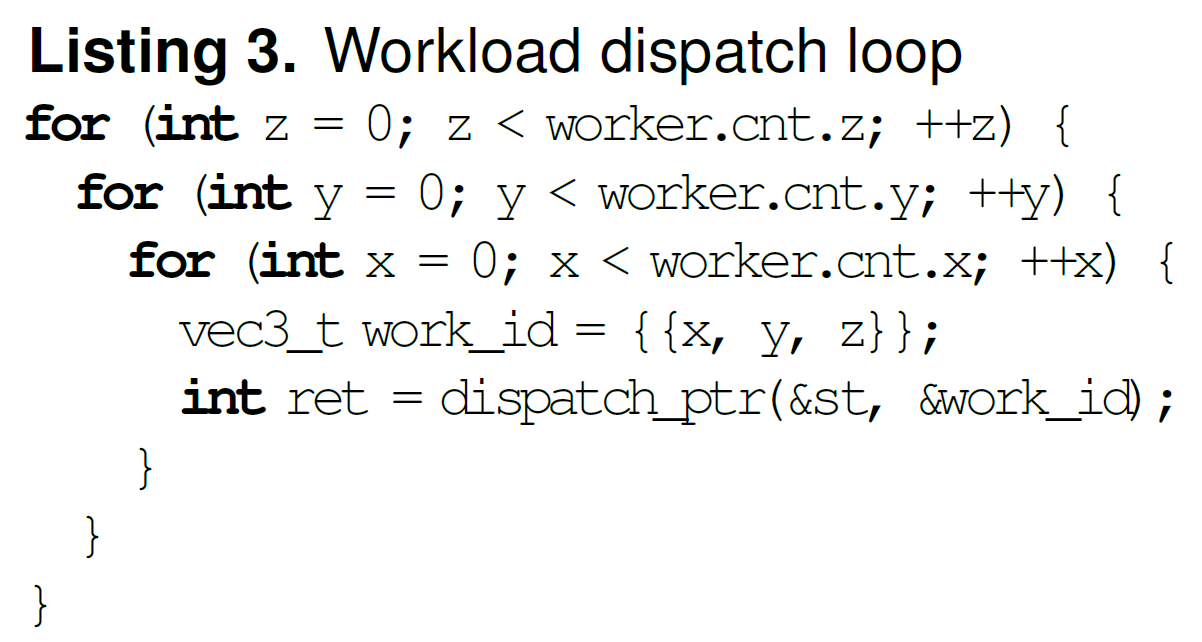 Listing 3. Workload dispatch loop
for (int z = 0; z < worker.cnt.z; ++z) {
for (int y = 0; y < worker.cnt.y; ++y) {
for (int x = 0; x < worker.cnt.x; ++x) {
vec3_t work_id = {{x, y, z}};
int ret = dispatch_ptr(&st, &work_id);
}
}
}